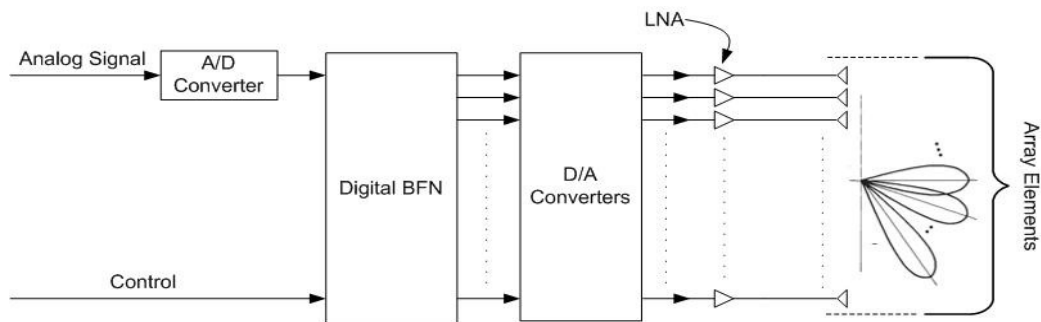 LNA
Analog Signal
A/D
Converter
Digital BFN
D/A
Converters
Control
Array Elements